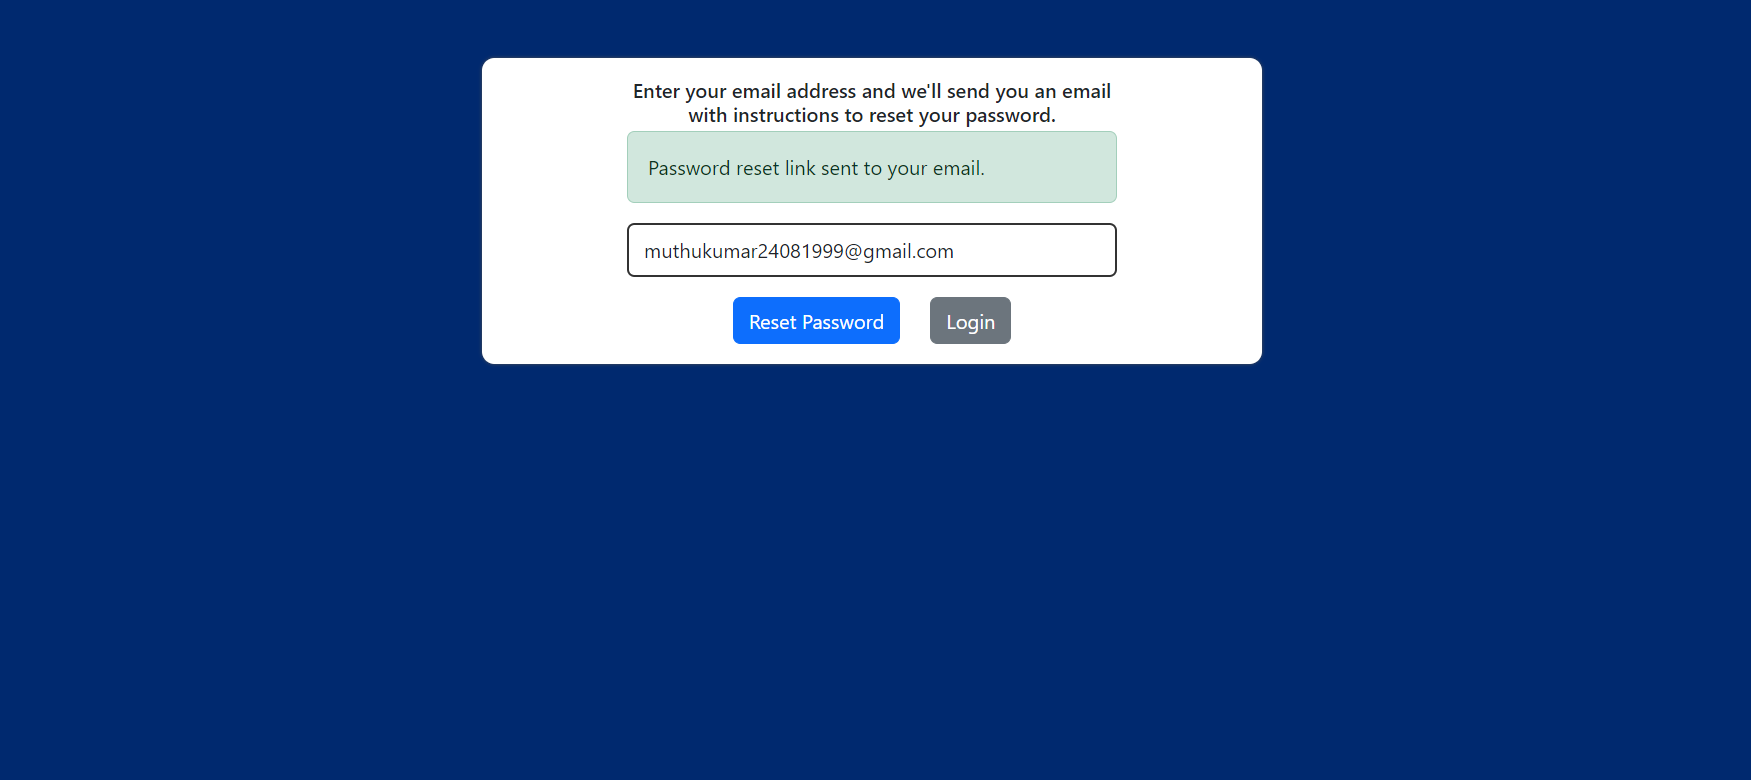 Enter your email address and we'll send you an email
with instructions to reset your password.
Password reset link sent to your email.
muthukumar24081999@gmail.com
Reset Password Login